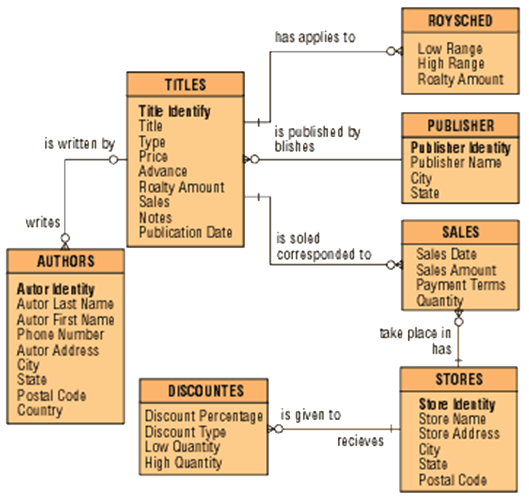 ROYSCHED
Low Range
High Range
Roalty Amount
has applies to
TITLES
Title Identify
Title
Type
Price
Advance
Roalty Amount
Sales
Notes
Publication Date
is published by
blishes
PUBLISHER
Publisher Identity
Publisher Name
City
State
is written by
writes
is soled
corresponded to
SALES
Sales Date
Sales Amount
Payment Terms
Quantity
AUTHORS
Autor Identity
Autor Last Name
Autor First Name
Phone Number
Autor Address
City
State
Postal Code
Country
take place in
has
DISCOUNTES
Discount Percentage
Discount Type
Low Quantity
High Quantity
is given to
recieves
STORES
Store Identity
Store Name
Store Address
City
State
Postal Code